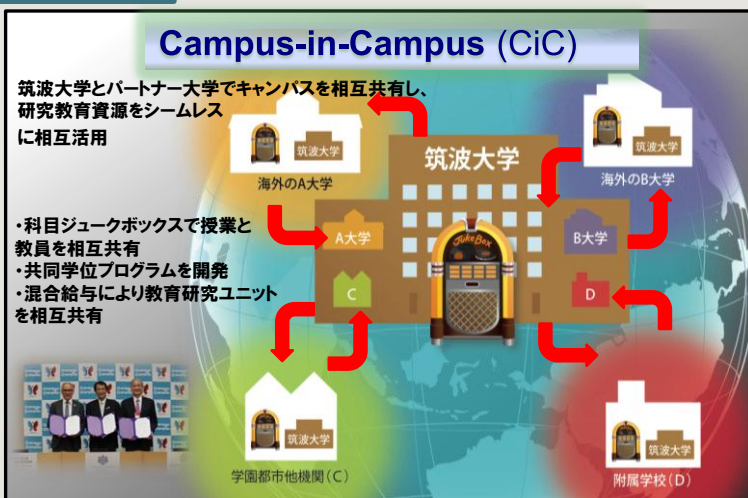 Campus-in-Campus (CiC)
筑波大学とパートナー大学でキャンパスを相互共有し、
研究教育資源をシームレス
に相互活用
筑波大学
海外のA大学
筑波大学
筑波大学
海外のB大学
・科目ジュークボックスで授業と
教員を相互共有
・共同学位プログラムを開発
・混合給与により教育研究ユニット
を相互共有
A大学
JukeBox
B大学
C
D
筑波大学
学園都市他機関(C)
筑波大学
附属学校(D)